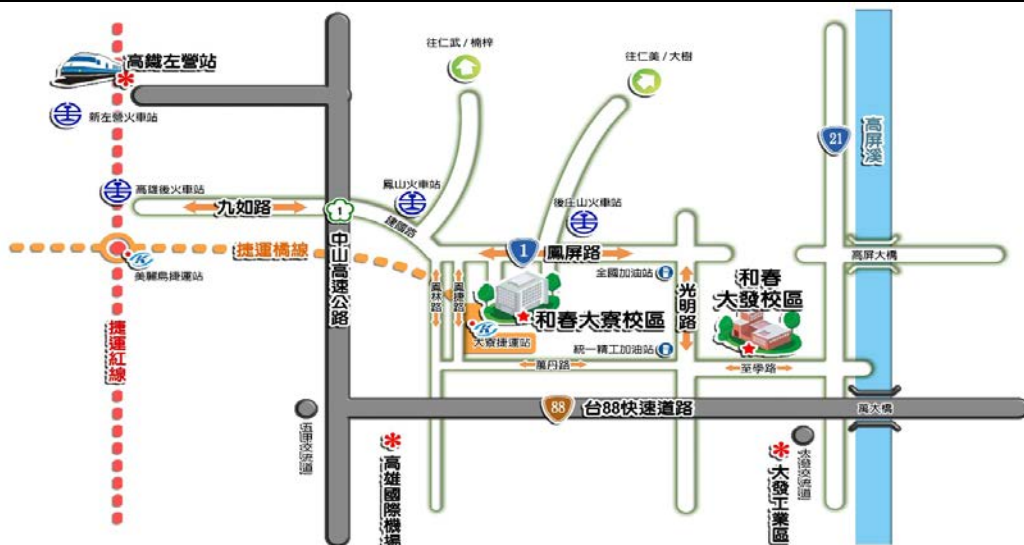 往仁武 / 楠梓
往仁美 / 大樹
高鐵左營站
新左營火車站
21
高屏溪
高雄後火車站
鳳山火車站
後庄山火車站
九如路
1
建國路
捷運橘線
1
鳳屏路
高屏大橋
中山高速公路
美麗島捷運站
全國加油站
光明路
和春
大發校區
鳳林路
鳳捷路
和春大寮校區
大寮捷運站
統一精工加油站
捷運紅線
萬丹路
至學路
88
台88快速道路
萬大橋
五甲交流道
高雄國際機場
大發工業區
大發交流道